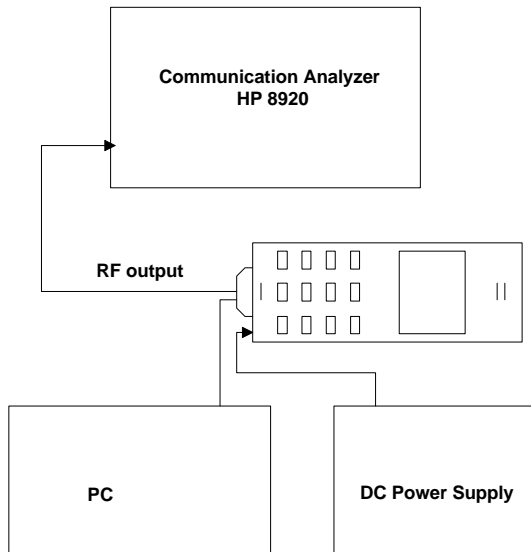 Communication Analyzer
HP 8920
RF output
PC
DC Power Supply